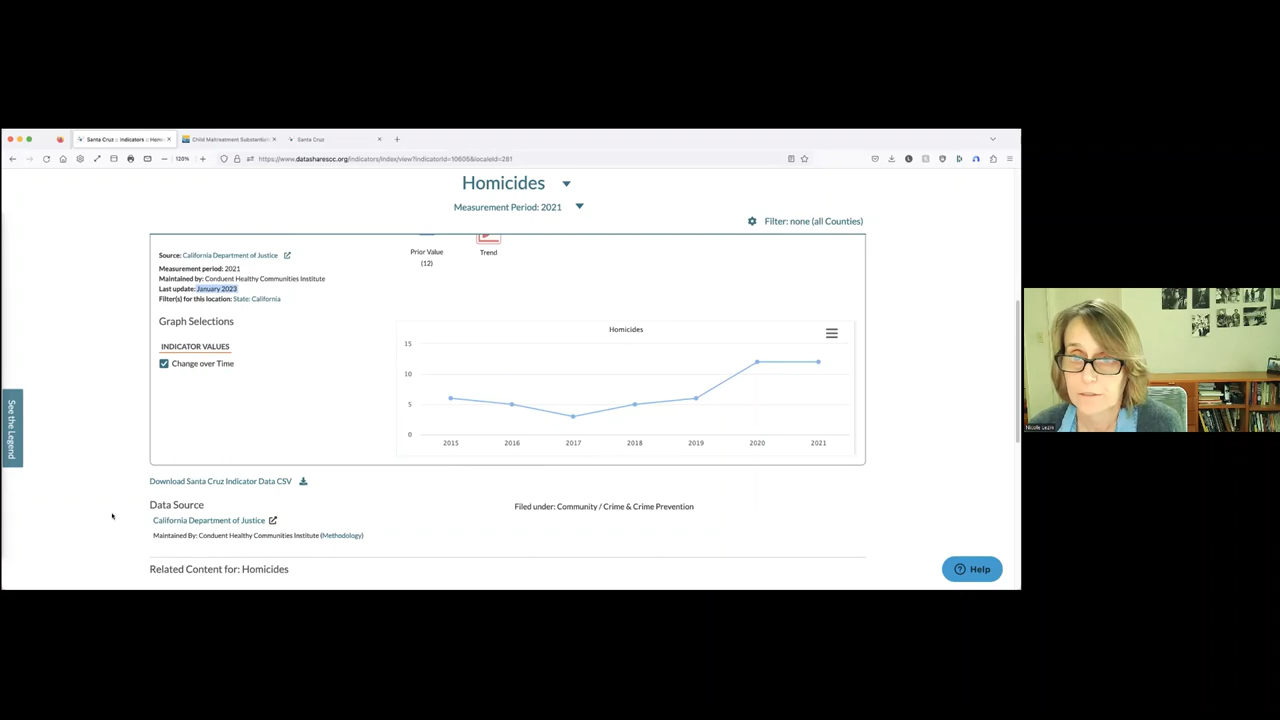 Santa Cruz :: Indicators :: Hom
Child Maltreatment Substantiat
Santa Cruz
120%
https://www.datasharescc.org/indicators/index/view?indicatorId=10605&localeId=281
Homicides
Measurement Period: 2021
Filter: none (all Counties)
Source: California Department of Justice
Measurement period: 2021
Maintained by: Conduent Healthy Communities Institute
Last update: January 2023
Filter(s) for this location: State: California
Prior Value
(12)
Trend
Graph Selections
INDICATOR VALUES
Change over Time
Homicides
15
10
5
0
2015 2016 2017 2018 2019 2020 2021
See the Legend
Download Santa Cruz Indicator Data CSV
Data Source
California Department of Justice
Maintained By: Conduent Healthy Communities Institute (Methodology)
Filed under: Community / Crime & Crime Prevention
Related Content for: Homicides
Help
Nicole Lezin